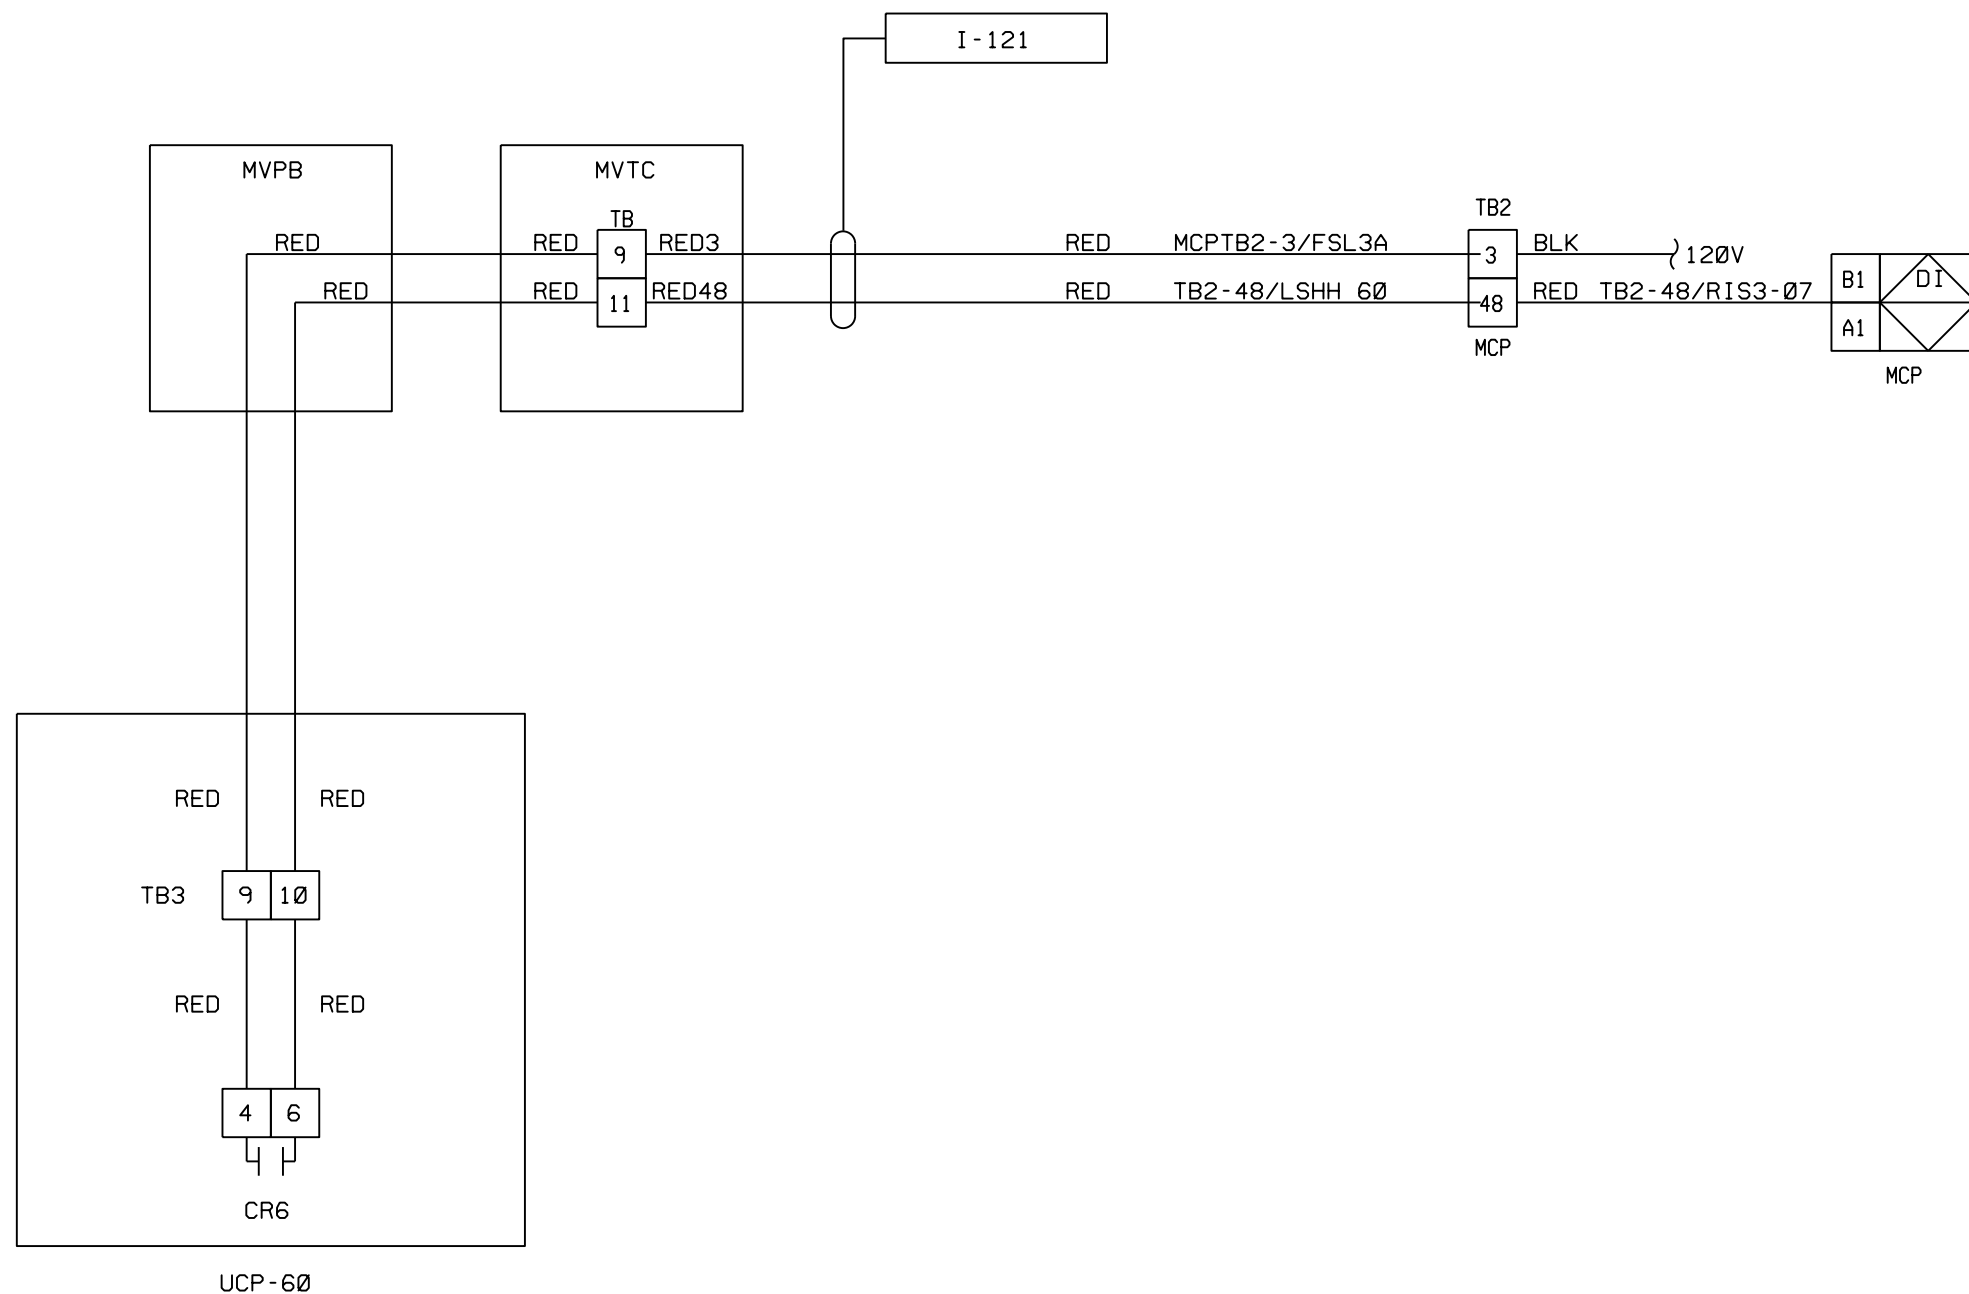 I-121
MVPB
MVTC
TB
TB2
RED RED 9 RED3 RED MCPTB2-3/FSL3A 3 BLK 120V
RED RED 11 RED48 RED TB2-48/LSHH 60 48 RED TB2-48/RIS3-07
B1 DI
A1
MCP
MCP
RED RED
TB3 9 10
RED RED
4 6
CR6
UCP-60